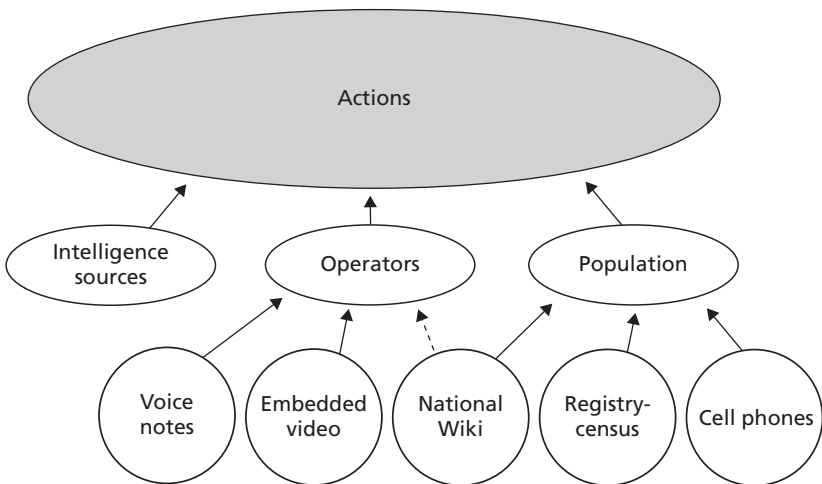 Actions
Intelligence
sources
Operators
Population
Voice
notes
Embedded
video
National
Wiki
Registry-
census
Cell phones